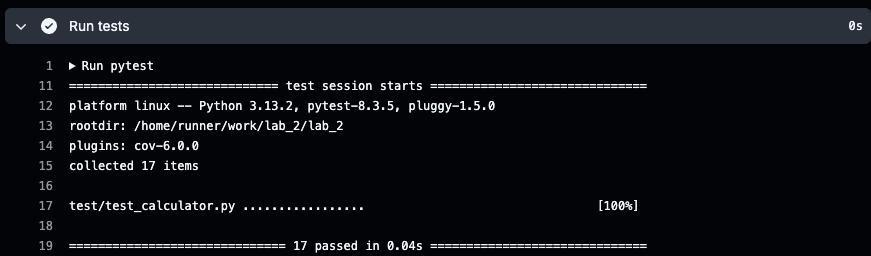 Run tests 0s
1 ▶ Run pytest
11 ============================= test session starts ==============================
12 platform linux -- Python 3.13.2, pytest-8.3.5, pluggy-1.5.0
13 rootdir: /home/runner/work/lab_2/lab_2
14 plugins: cov-6.0.0
15 collected 17 items
16
17 test/test_calculator.py ................. [100%]
18
19 ============================== 17 passed in 0.04s ==============================